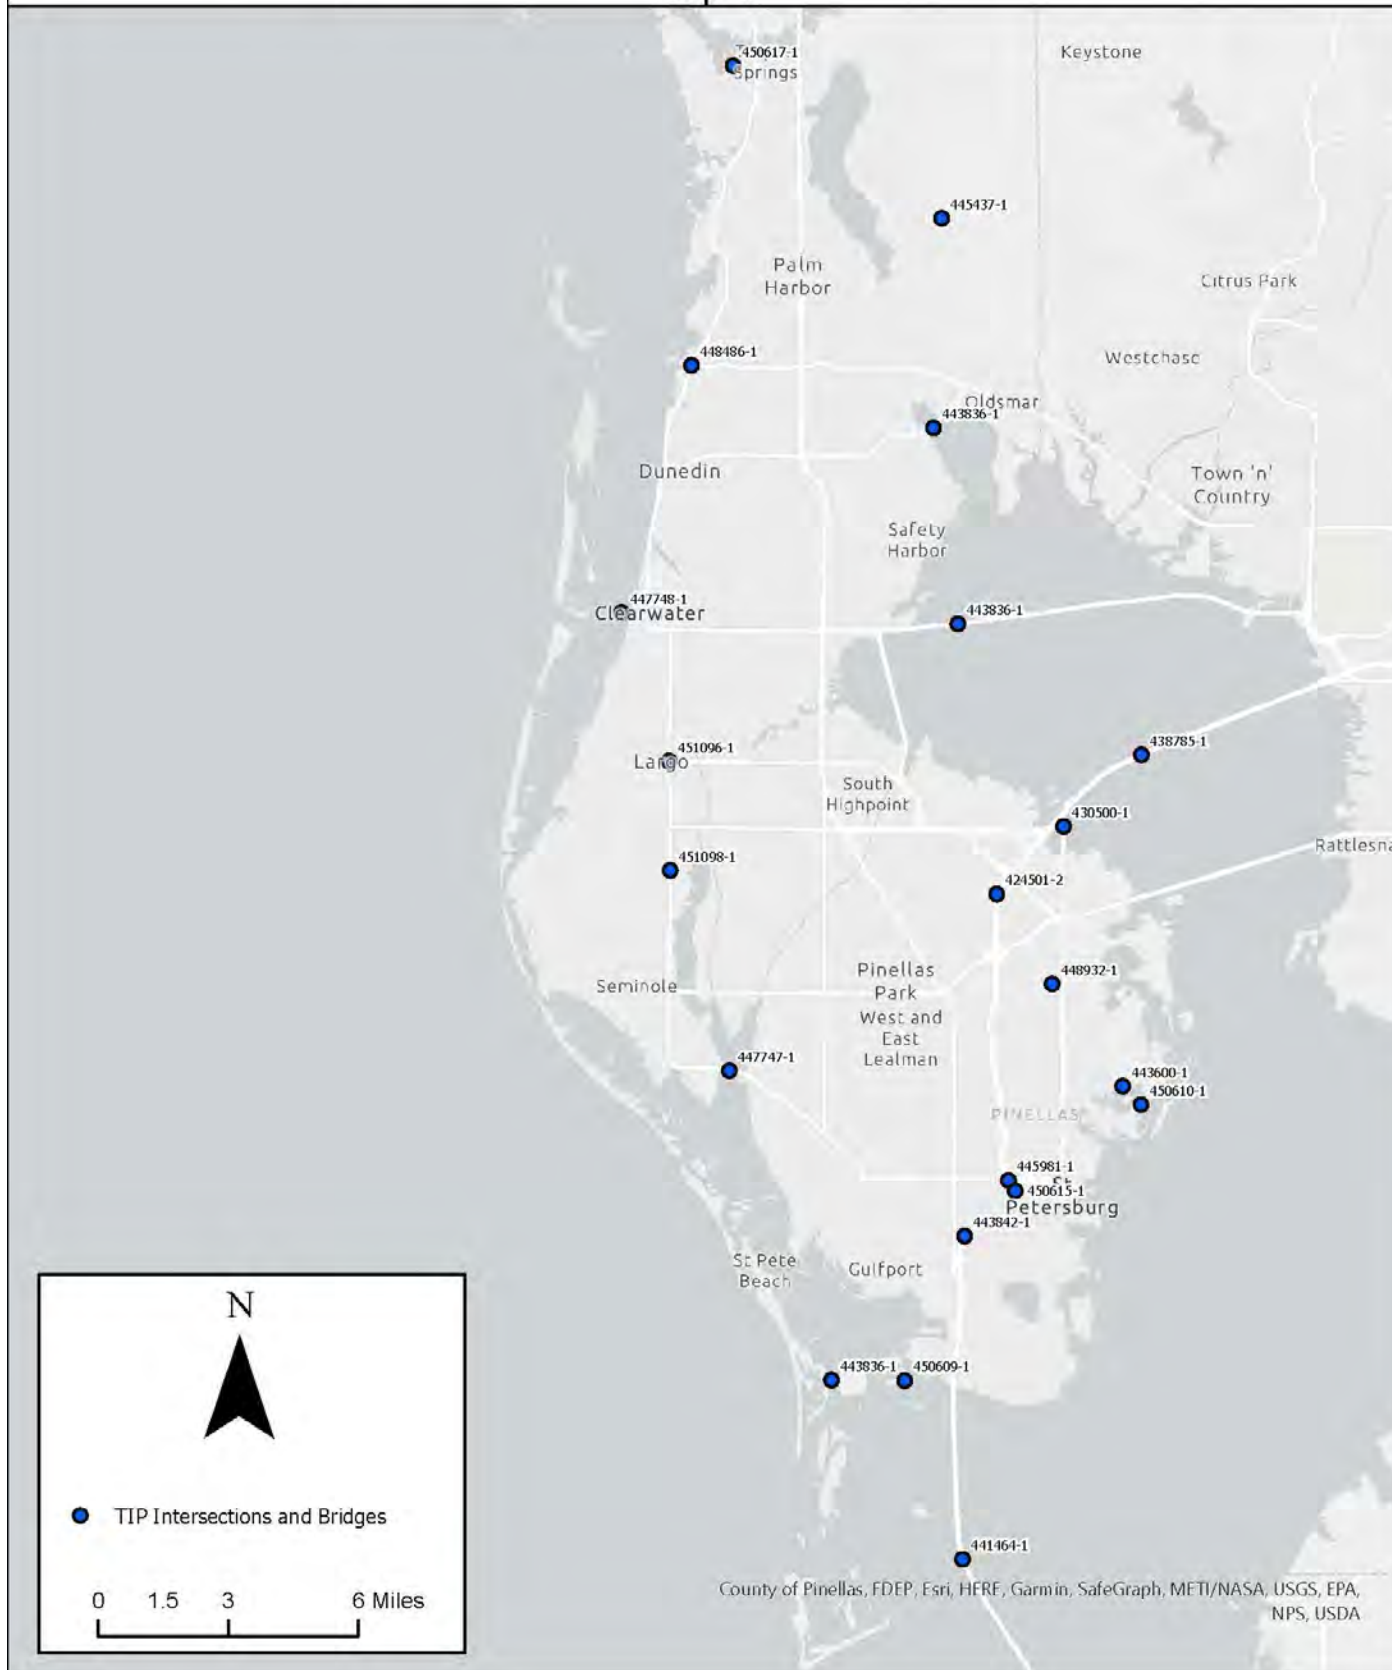 450617-1
Springs
Keystone
445437-1
Palm
Harbor
Citrus Park
448486-1
Westchase
Oldsmar
443836-1
Dunedin
Town 'n'
Country
Safety
Harbor
447748-1
Clearwater
443836-1
451096-1
Largo
438785-1
South
Highpoint
430500-1
Rattlesna
451098-1
424501-2
Pinellas
Park
448932-1
Seminole
West and
East
Lealman
447747-1
443600-1
450610-1
PINELLAS
445981-1
St
450615-1
Petersburg
443842-1
St Pete
Beach
Gulfport
443836-1
450609-1
441464-1
N
TIP Intersections and Bridges
0 1.5 3 6 Miles
County of Pinellas, FDEP, Esri, HERE, Garmin, SafeGraph, METI/NASA, USGS, EPA,
NPS, USDA